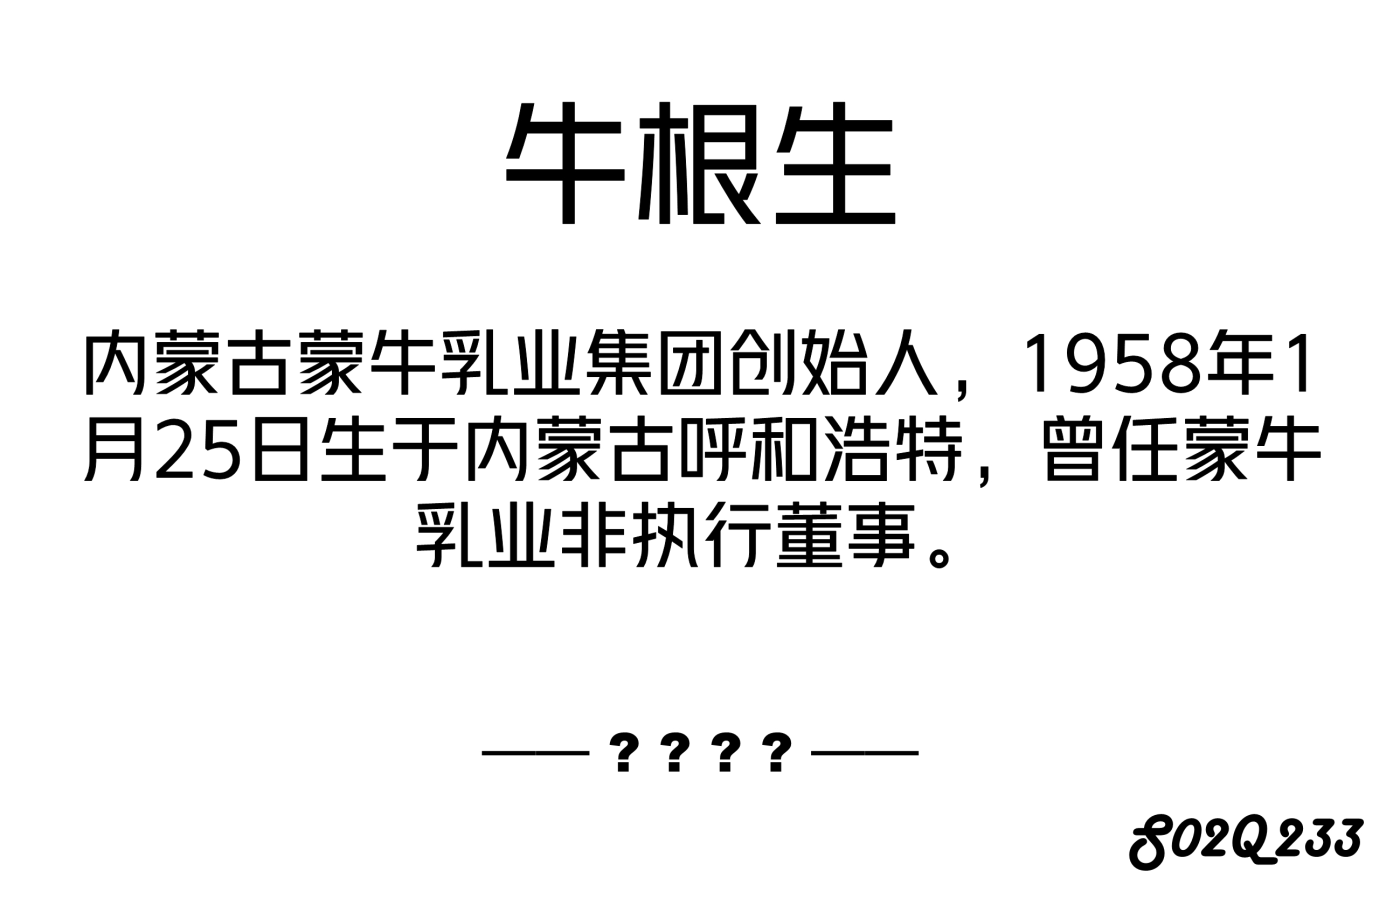 牛根生
内蒙古蒙牛乳业集团创始人，1958年1
月25日生于内蒙古呼和浩特，曾任蒙牛
乳业非执行董事。
——？？？？——
S02Q233